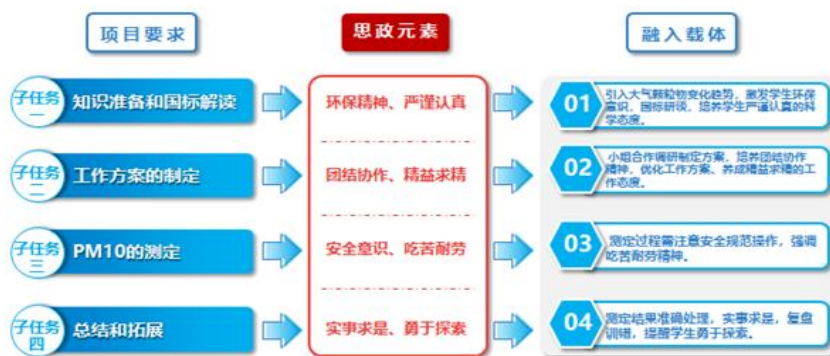 项目要求
思政元素
融入载体
子任务
一
知识准备和国标解读
环保精神、严谨认真
01
引入大气颗粒物变化趋势，激发学生环保
意识，国标研读，培养学生严谨认真的科
学态度。
子任务
二
工作方案的制定
团结协作、精益求精
02
小组合作调研制定方案，培养团结协作
精神，优化工作方案、养成精益求精的工
作态度。
子任务
三
PM10的测定
安全意识、吃苦耐劳
03
测定过程需注意安全规范操作，强调
吃苦耐劳精神。
子任务
四
总结和拓展
实事求是、勇于探索
04
测定结果准确处理，实事求是，复盘
训错，提醒学生勇于探索。